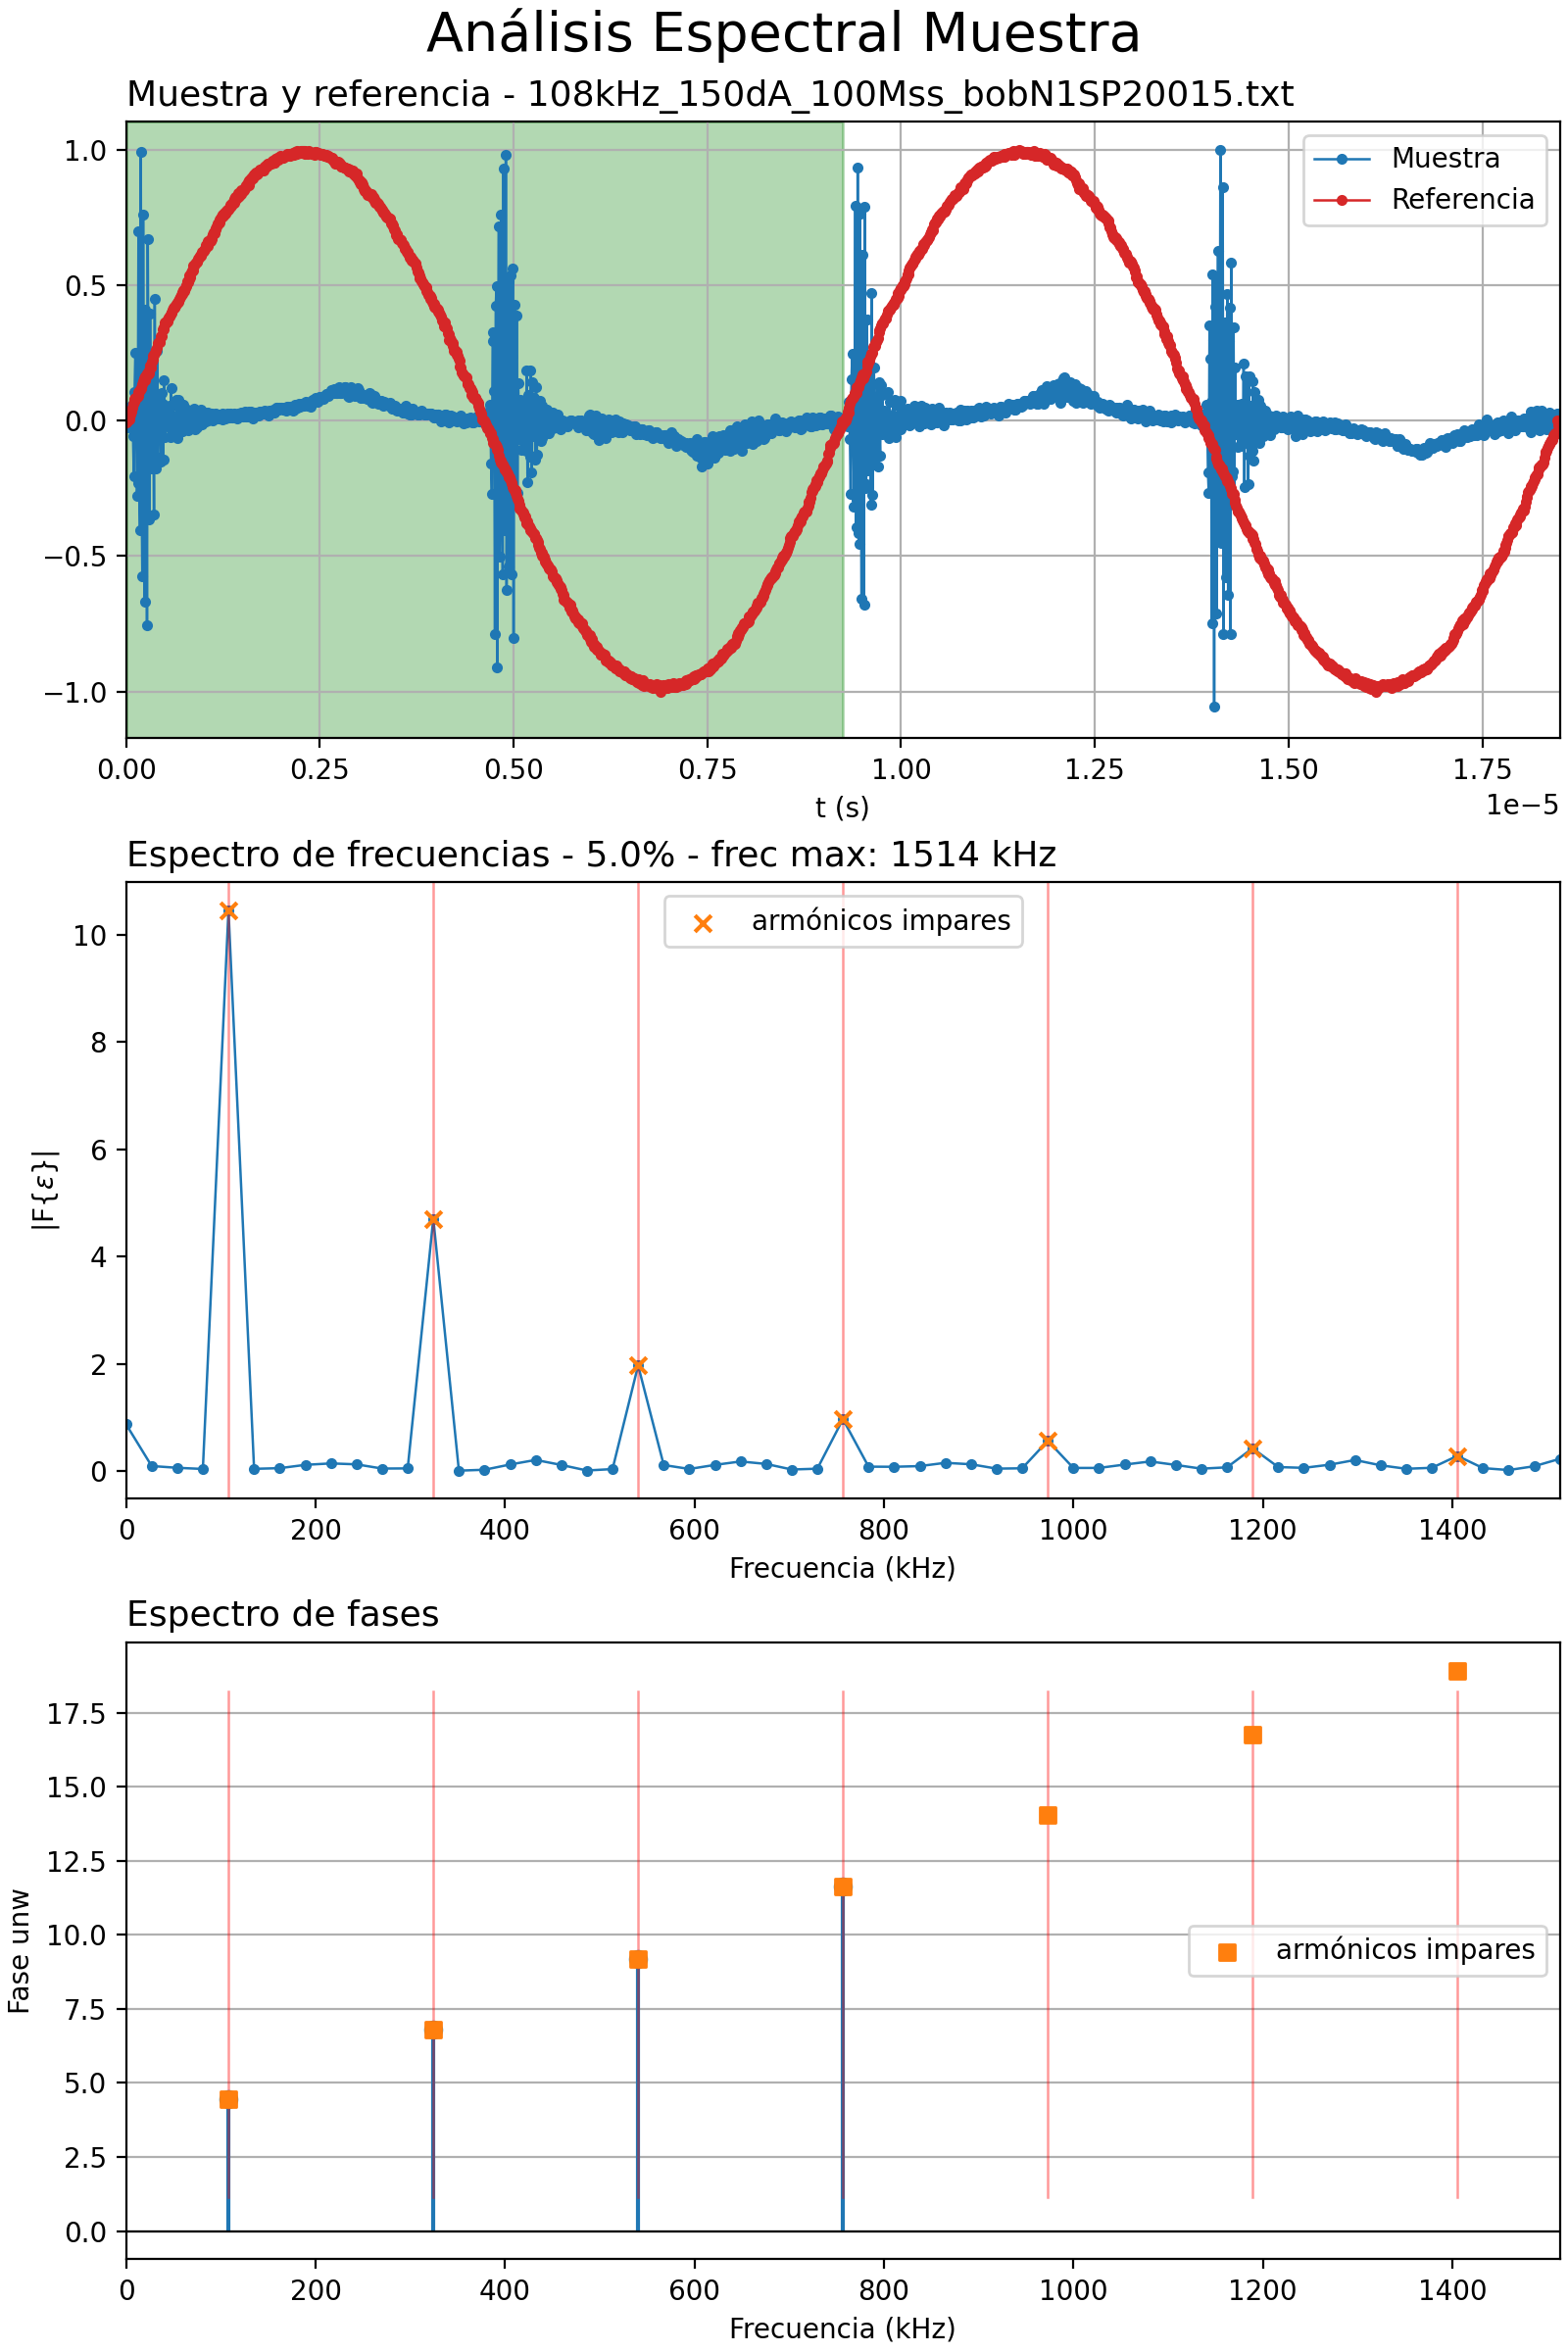 Análisis Espectral Muestra
Muestra y referencia - 108kHz_150dA_100Mss_bobN1SP20015.txt
1.0
0.5
0.0
−0.5
−1.0
Muestra
Referencia
0.00 0.25 0.50 0.75 1.00 1.25 1.50 1.75
1e−5
t (s)
Espectro de frecuencias - 5.0% - frec max: 1514 kHz
armónicos impares
10
8
6
4
2
0
|F{ε}|
0 200 400 600 800 1000 1200 1400
Frecuencia (kHz)
Espectro de fases
17.5
15.0
12.5
10.0
7.5
5.0
2.5
0.0
Fase unw
armónicos impares
0 200 400 600 800 1000 1200 1400
Frecuencia (kHz)